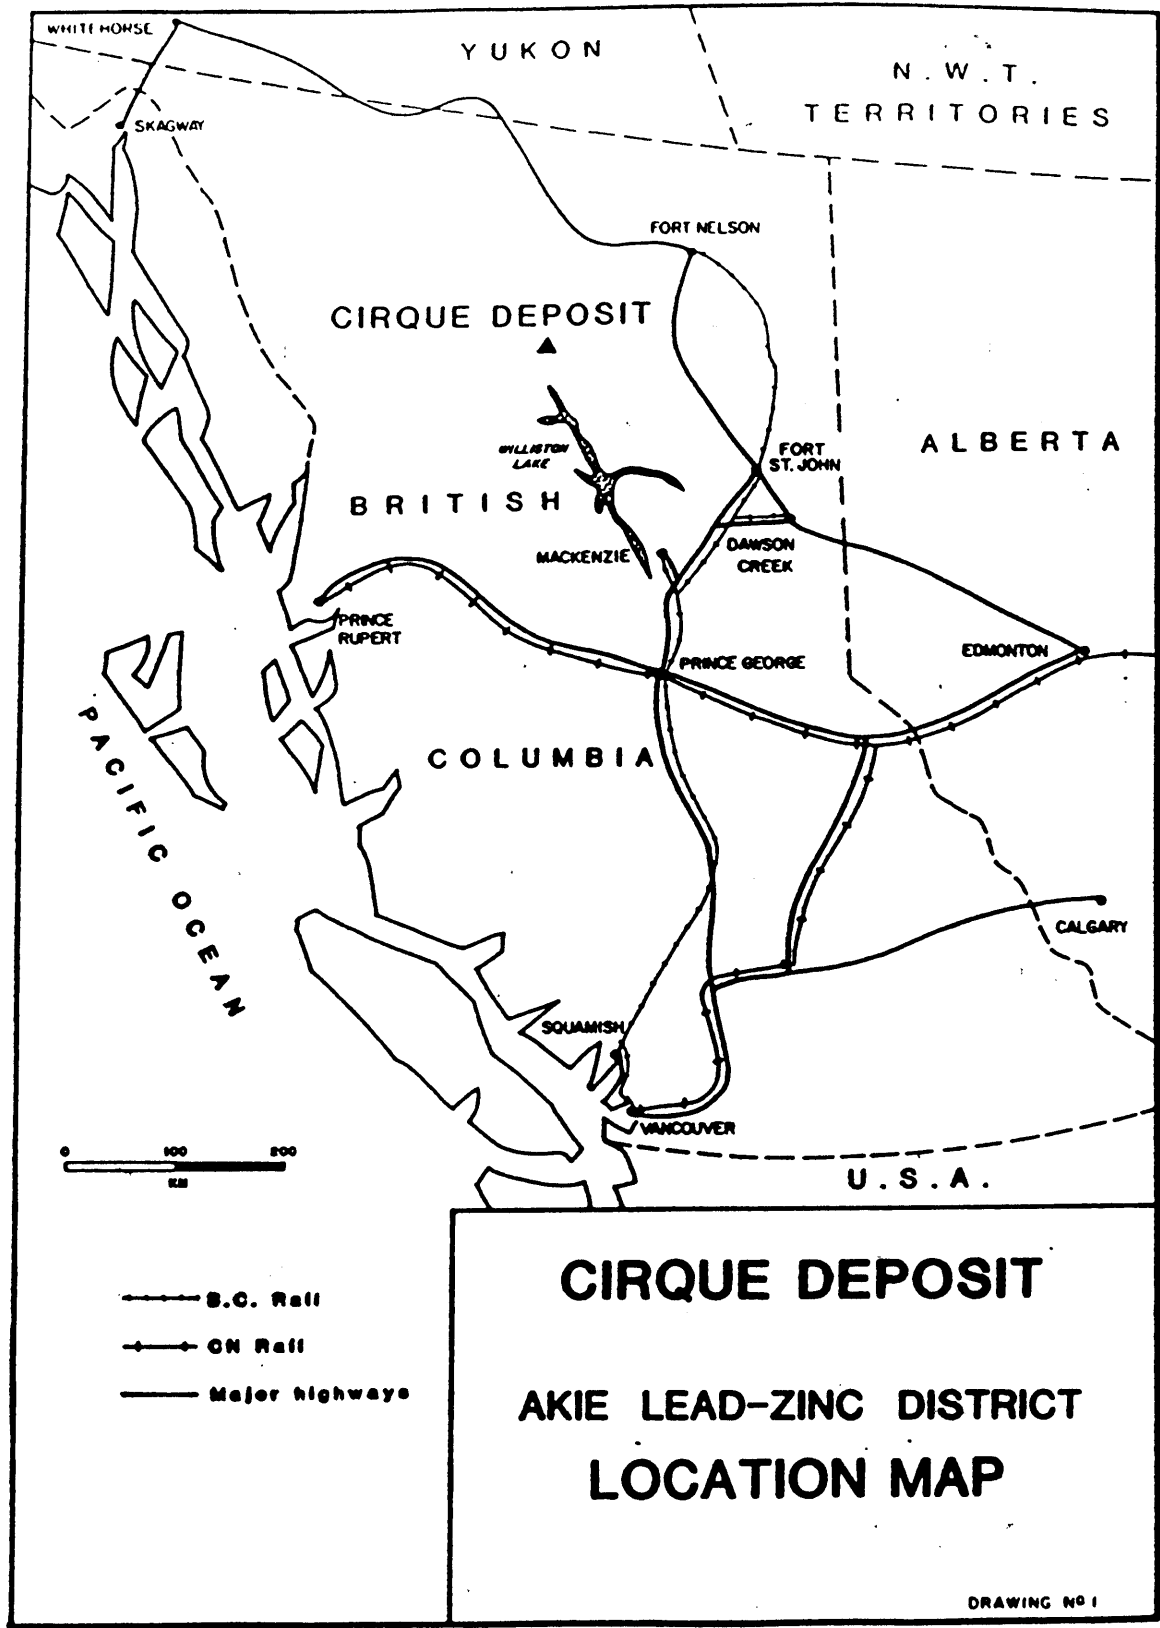 WHITEHORSE
YUKON
N.W.T.
TERRITORIES
SKAGWAY
FORT NELSON
CIRQUE DEPOSIT
ALBERTA
WILLISTON
LAKE
FORT
ST. JOHN
BRITISH
MACKENZIE
DAWSON
CREEK
PRINCE
RUPERT
PRINCE GEORGE
EDMONTON
PACIFIC OCEAN
COLUMBIA
CALGARY
SQUAMISH
VANCOUVER
0 100 200
KM
U.S.A.
B.C. Rail
CN Rail
Major highways
CIRQUE DEPOSIT
AKIE LEAD-ZINC DISTRICT
LOCATION MAP
DRAWING Nº 1